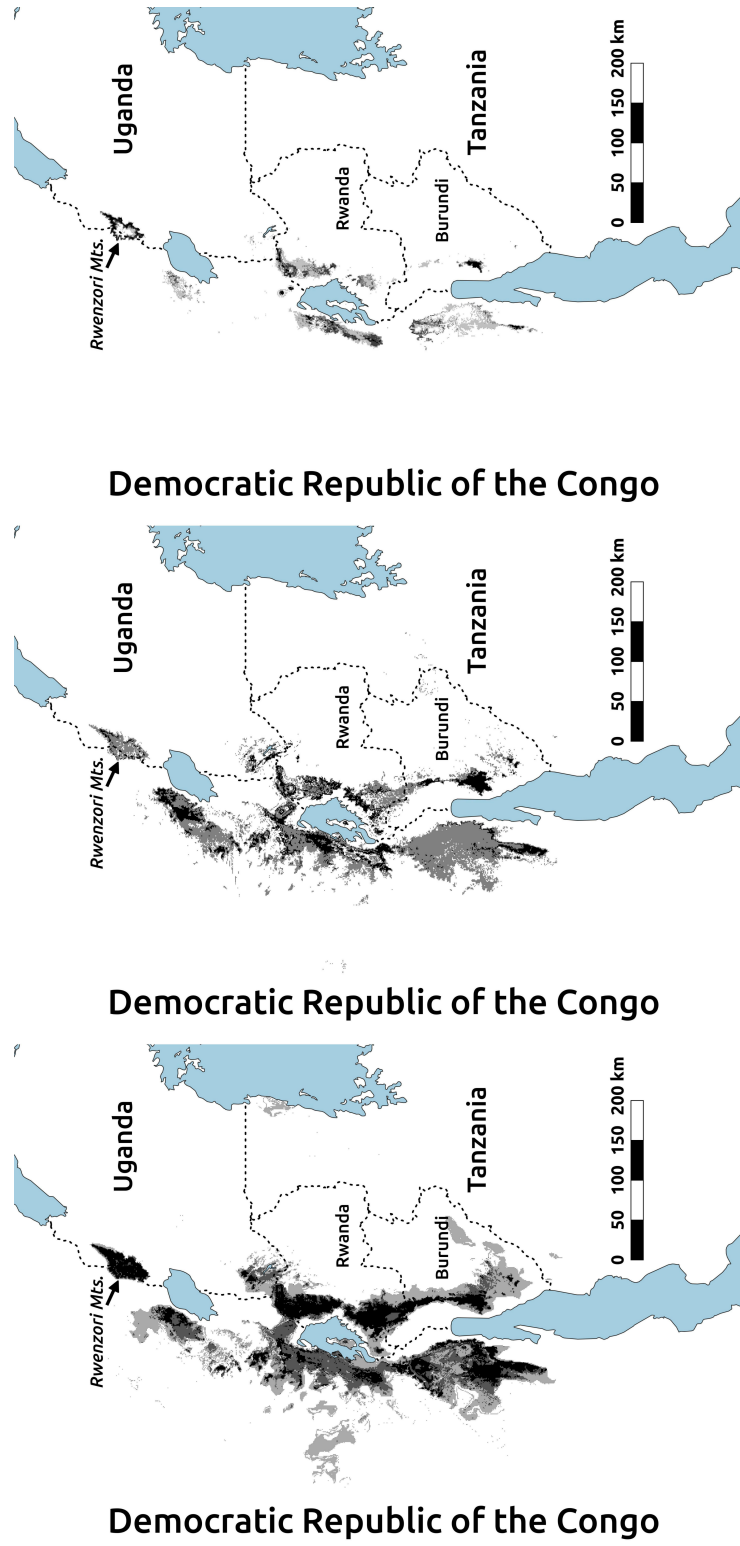 Uganda
Rwenzori Mts.
Rwanda
Burundi
Tanzania
0 50 100 150 200 km
Democratic Republic of the Congo
Uganda
Rwenzori Mts.
Rwanda
Burundi
Tanzania
0 50 100 150 200 km
Democratic Republic of the Congo
Uganda
Rwenzori Mts.
Rwanda
Burundi
Tanzania
0 50 100 150 200 km
Democratic Republic of the Congo